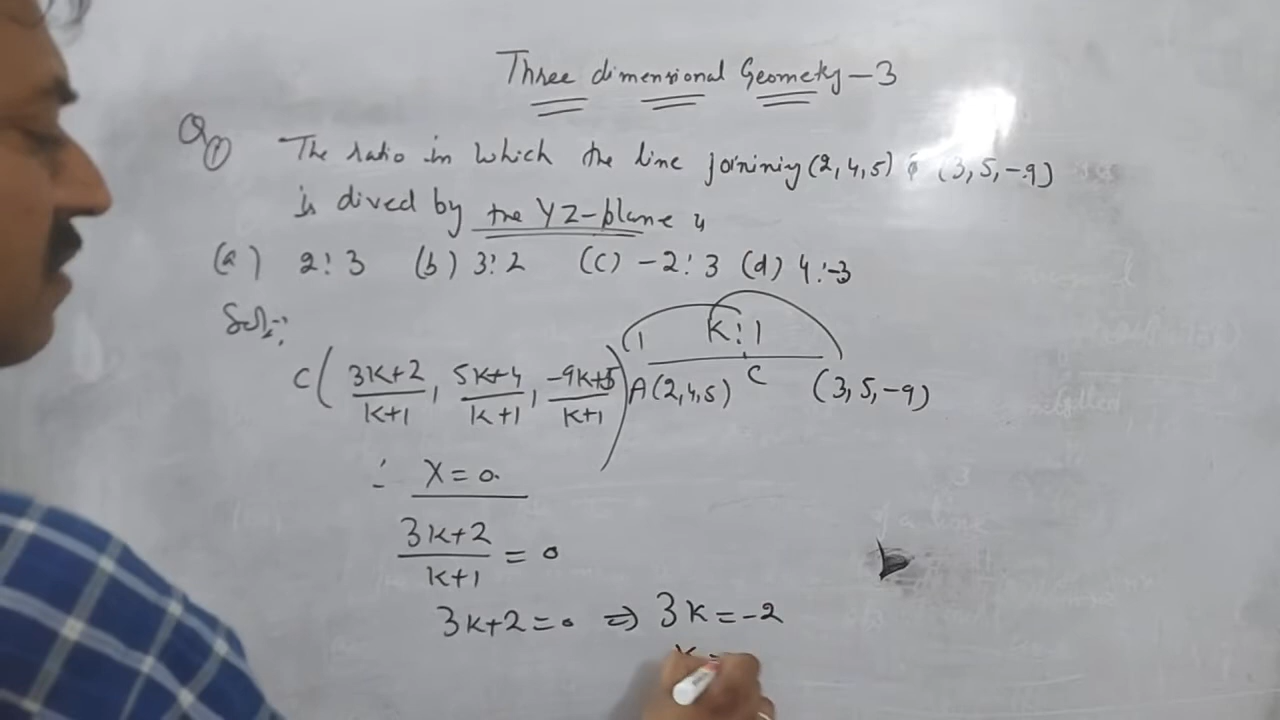 Three dimensional Geometry-3
Q① The ratio in which the line joininiy (2,4,5) & (3,5,-9)
is dived by the YZ-plane is
(a) 2:3 (b) 3:2 (c) -2:3 (d) 4:-3
Sol:-
K:1
C(3K+2/K+1, 5K+4/K+1, -9K+5/K+1) A(2,4,5) C (3,5,-9)
∴ X=0.
3K+2/K+1 = 0
3K+2=0 ⇒ 3K=-2
K=